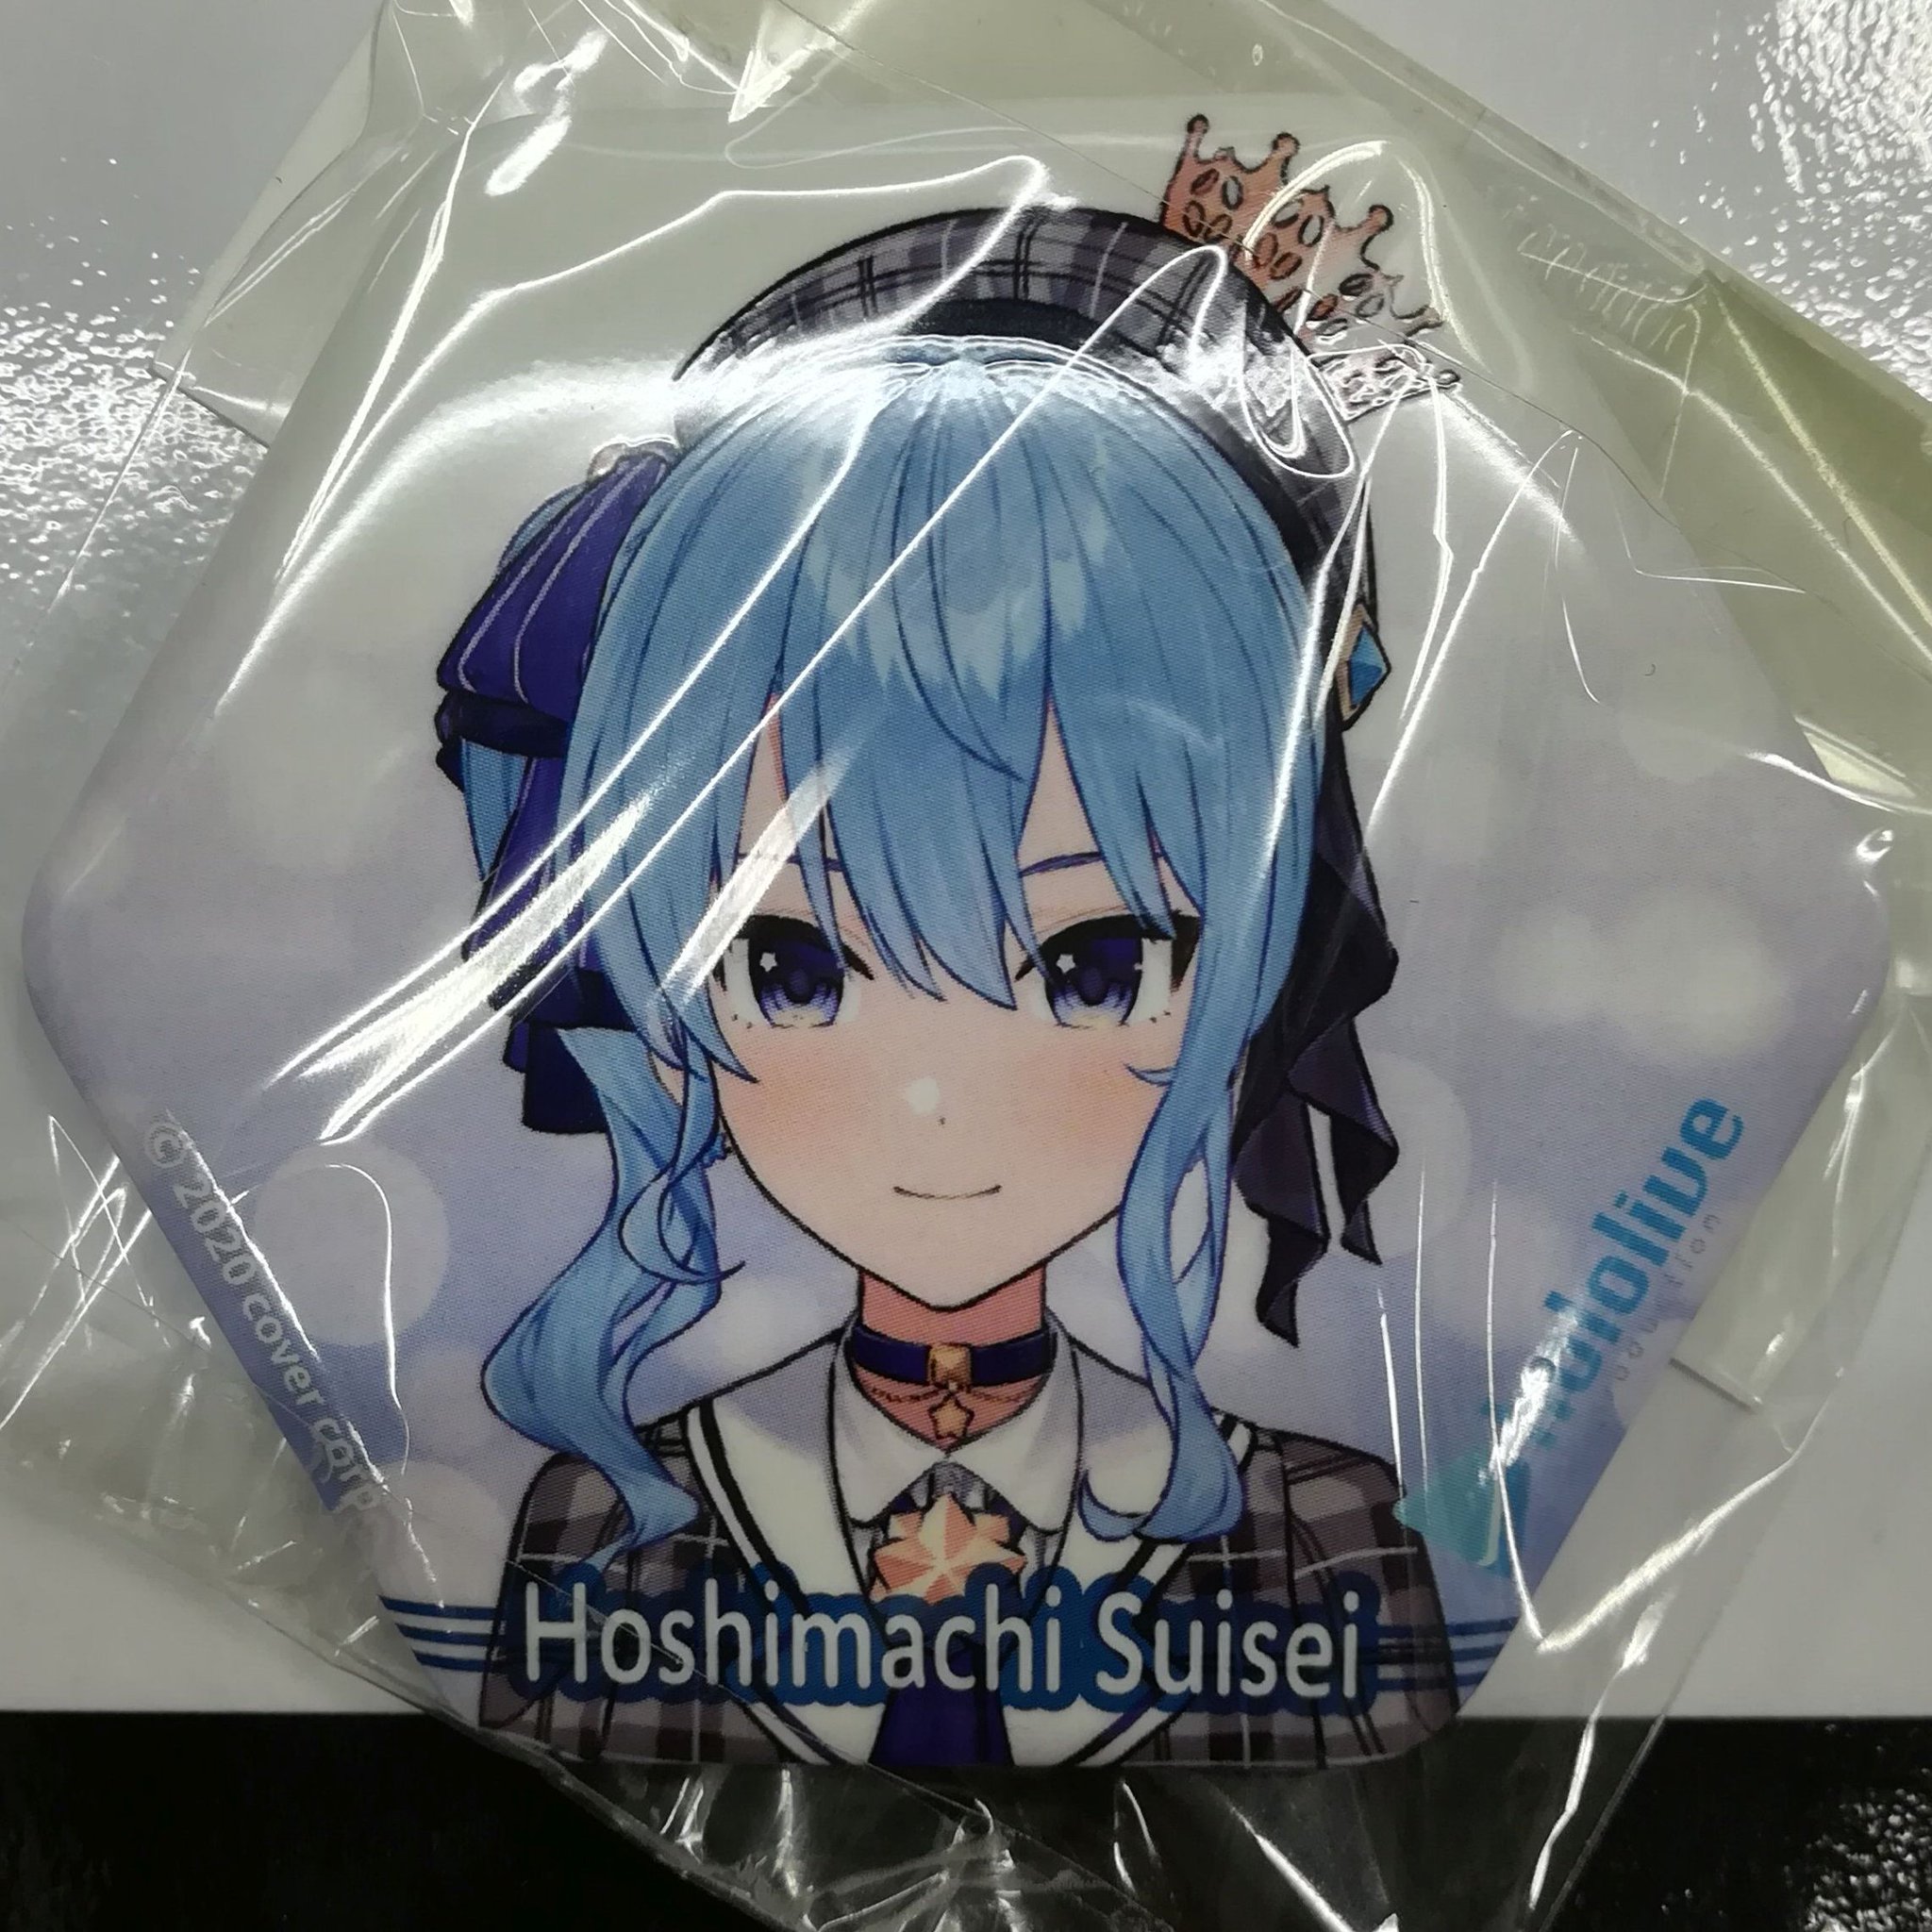 © 2020 cover corp
hololive
Hoshimachi Suisei